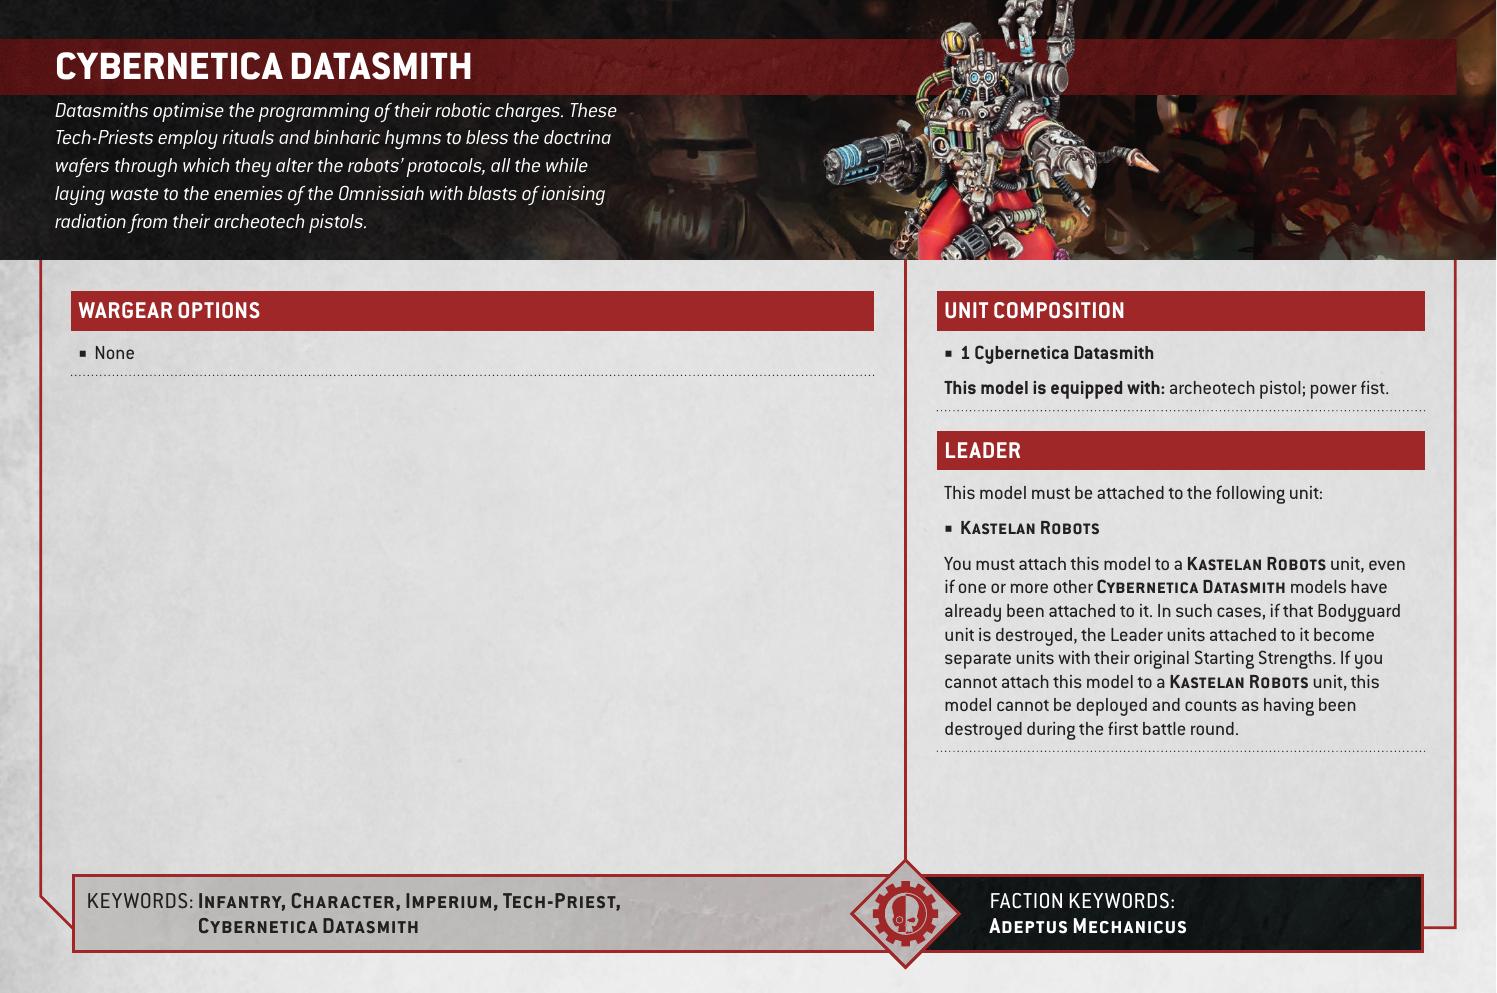 CYBERNETICA DATASMITH
Datasmiths optimise the programming of their robotic charges. These
Tech-Priests employ rituals and binharic hymns to bless the doctrina
wafers through which they alter the robots’ protocols, all the while
laying waste to the enemies of the Omnissiah with blasts of ionising
radiation from their archeotech pistols.
WARGEAR OPTIONS
■ None
UNIT COMPOSITION
■ 1 Cybernetica Datasmith
This model is equipped with: archeotech pistol; power fist.
LEADER
This model must be attached to the following unit:
■ Kastelan Robots
You must attach this model to a Kastelan Robots unit, even
if one or more other Cybernetica Datasmith models have
already been attached to it. In such cases, if that Bodyguard
unit is destroyed, the Leader units attached to it become
separate units with their original Starting Strengths. If you
cannot attach this model to a Kastelan Robots unit, this
model cannot be deployed and counts as having been
destroyed during the first battle round.
KEYWORDS: Infantry, Character, Imperium, Tech-Priest,
Cybernetica Datasmith
FACTION KEYWORDS:
Adeptus Mechanicus